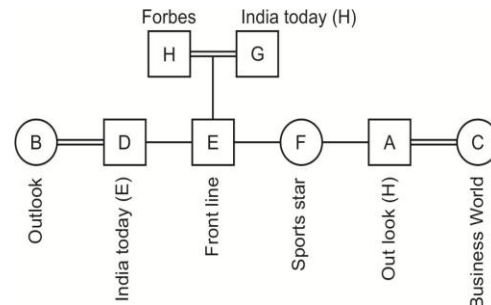 Forbes India today (H)
H G
B D E F A C
Outlook
India today (E)
Front line
Sports star
Out look (H)
Business World